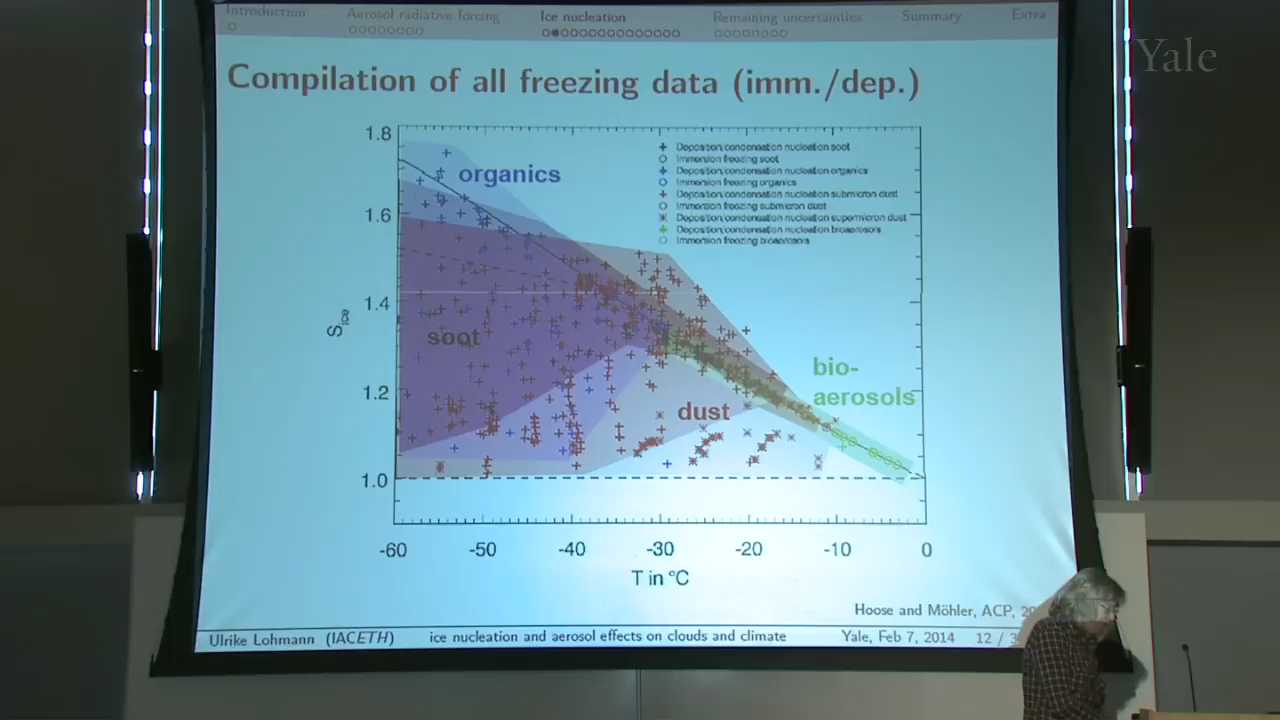 Introduction
Aerosol radiative forcing
Ice nucleation
Remaining uncertainties
Summary
Extra
Yale
Compilation of all freezing data (imm./dep.)
1.8
1.6
1.4
1.2
1.0
Sice
organics
soot
dust
bio-
aerosols
Deposition/condensation nucleation soot
Immersion freezing soot
Deposition/condensation nucleation organics
Immersion freezing organics
Deposition/condensation nucleation submicron dust
Immersion freezing submicron dust
Deposition/condensation nucleation supermicron dust
Deposition/condensation nucleation bioaerosols
Immersion freezing bioaerosols
-60 -50 -40 -30 -20 -10 0
T in °C
Hoose and Möhler, ACP,
Ulrike Lohmann (IACETH) ice nucleation and aerosol effects on clouds and climate Yale, Feb 7, 2014 12 /